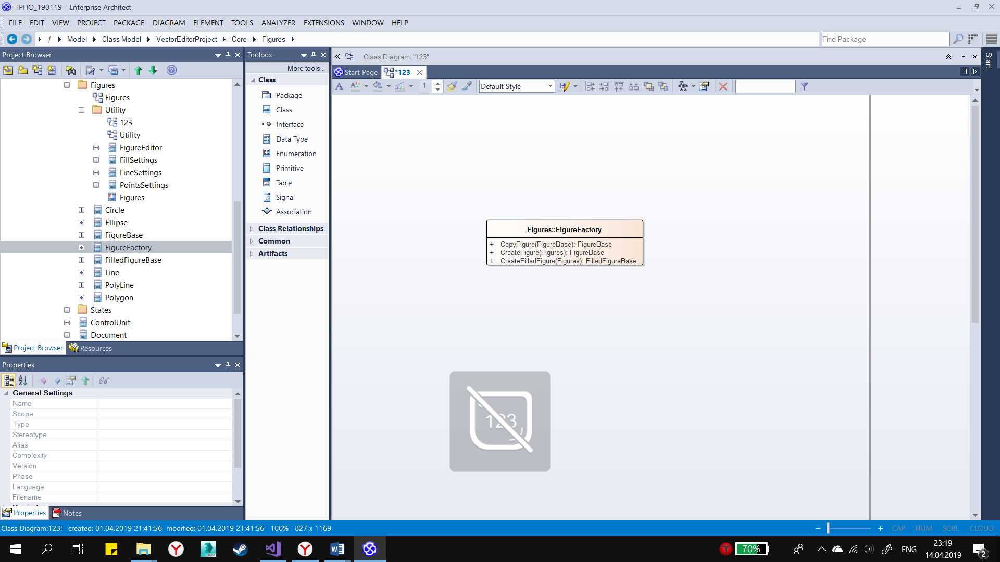 ТРПО_190119 - Enterprise Architect
FILE EDIT VIEW PROJECT PACKAGE DIAGRAM ELEMENT TOOLS ANALYZER EXTENSIONS WINDOW HELP
/ Model Class Model VectorEditorProject Core Figures
Find Package
Project Browser
Figures
Figures
Utility
123
Utility
FigureEditor
FillSettings
LineSettings
PointsSettings
Figures
Circle
Ellipse
FigureBase
FigureFactory
FilledFigureBase
Line
PolyLine
Polygon
States
ControlUnit
Document
Project Browser Resources
Properties
General Settings
Name
Scope
Type
Stereotype
Alias
Complexity
Version
Phase
Language
Filename
Properties Notes
Toolbox
More tools...
Class
Package
Class
Interface
Data Type
Enumeration
Primitive
Table
Signal
Association
Class Relationships
Common
Artifacts
Class Diagram: "123"
Start Page *123
1 Default Style
Figures::FigureFactory
+ CopyFigure(FigureBase): FigureBase
+ CreateFigure(Figures): FigureBase
+ CreateFilledFigure(Figures): FilledFigureBase
123
Start
Class Diagram:123: created: 01.04.2019 21:41:56 modified: 01.04.2019 21:41:56 100% 827 x 1169
CAP NUM SCRL CLOUD
MAX
70%
ENG
23:19
14.04.2019
2